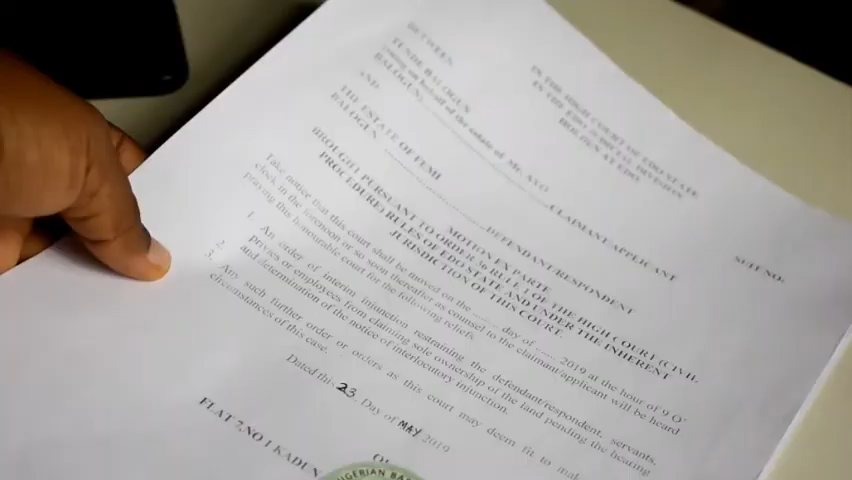 IN THE HIGH COURT OF EDO STATE
IN THE EDO JUDICIAL DIVISION
HOLDEN AT EDO
SUIT NO:
BETWEEN
TUNDE BALOGUN
(suing on behalf of the estate of Mr. AYO
BALOGUN...............................CLAIMANT/APPLICANT
AND
THE ESTATE OF FEMI
BALOGUN...............................DEFENDANT/RESPONDENT
MOTION EX PARTE
BROUGHT PURSUANT TO ORDER 36 RULE 1 OF THE HIGH COURT (CIVIL
PROCEDURE) RULES OF EDO STATE AND UNDER THE INHERENT
JURISDICTION OF THIS COURT.
Take notice that this court shall be moved on the ......... day of ...... 2019 at the hour of 9 O'
clock in the forenoon or so soon thereafter as counsel to the claimant/applicant will be heard
praying this honourable court for the following reliefs.
1. An order of interim injunction restraining the defendant/respondent, servants,
privies or employees from claiming sole ownership of the land pending the hearing
2. and determination of the notice of interlocutory injunction.
3. Any such further order or orders as this court may deem fit to mak
circumstances of this case.
Dated this 23 Day of MAY 2019
FLAT 7, NO 1 KADUN
NIGERIAN BA